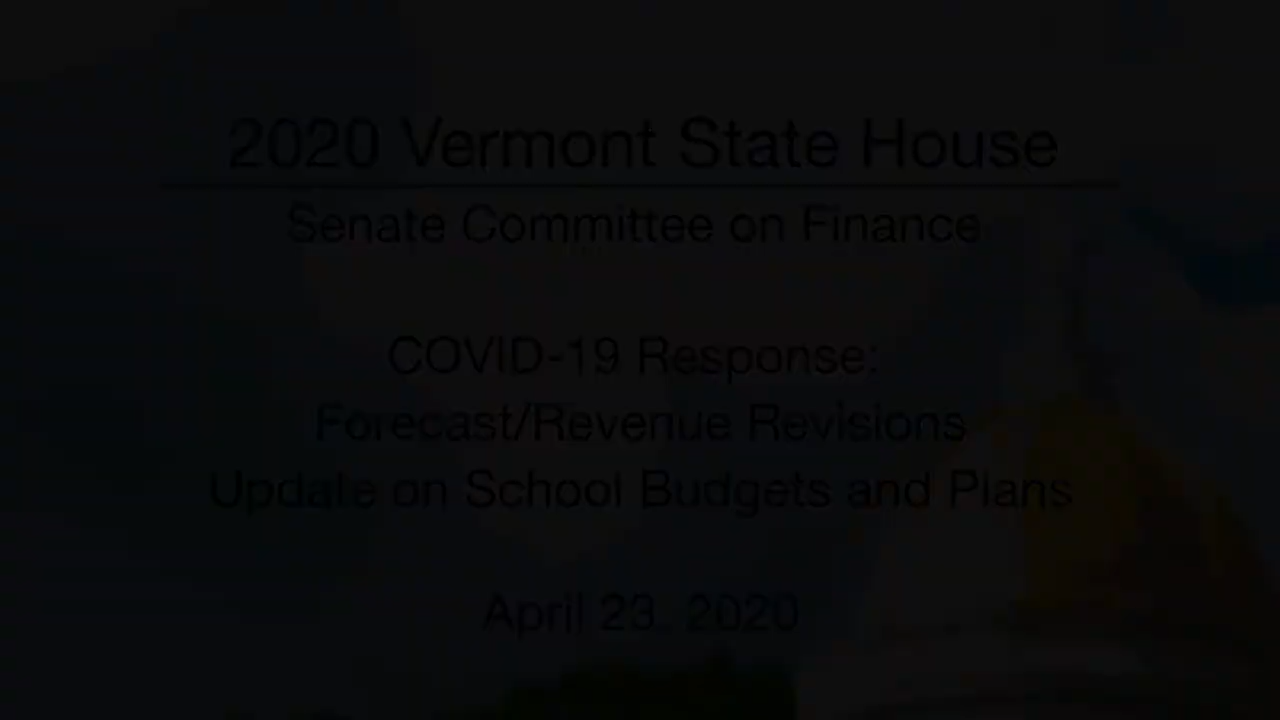 2020 Vermont State House
Senate Committee on Finance
COVID-19 Response:
Forecast/Revenue Revisions
Update on School Budgets and Plans
April 23, 2020